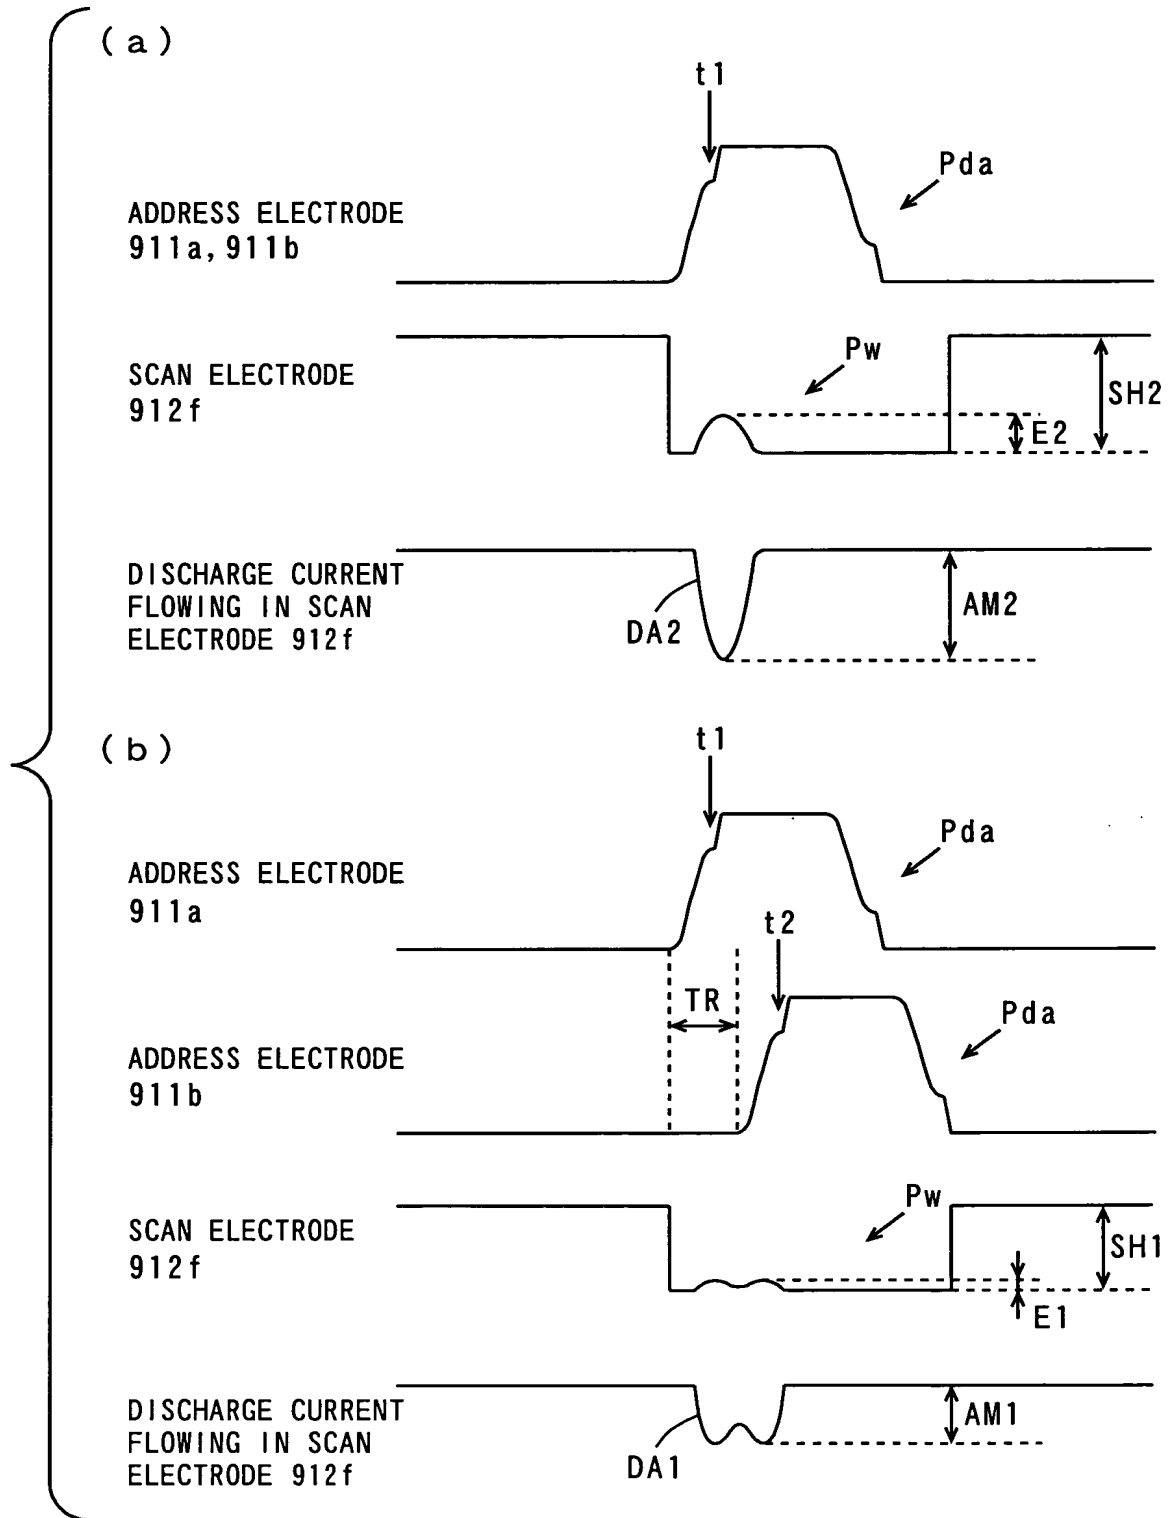 (a)
t1
Pda
ADDRESS ELECTRODE
911a, 911b
Pw
SCAN ELECTRODE
912f
SH2
E2
DISCHARGE CURRENT
FLOWING IN SCAN
ELECTRODE 912f
DA2
AM2
(b)
t1
Pda
ADDRESS ELECTRODE
911a
t2
TR
Pda
ADDRESS ELECTRODE
911b
Pw
SCAN ELECTRODE
912f
SH1
E1
DISCHARGE CURRENT
FLOWING IN SCAN
ELECTRODE 912f
DA1
AM1